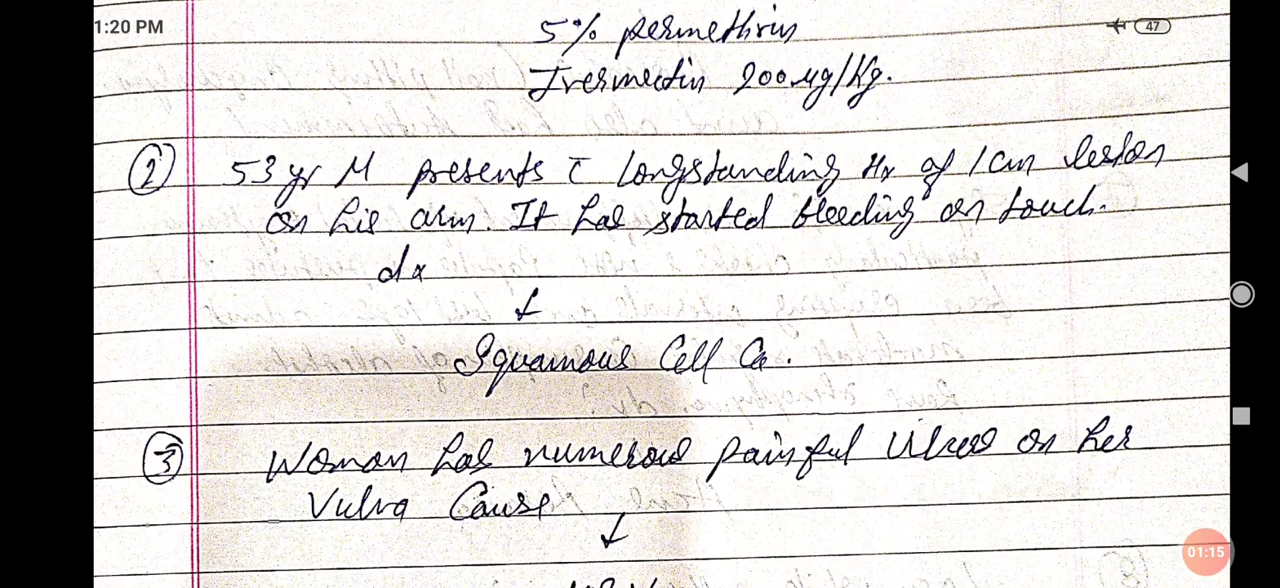 1:20 PM
47
5% permethrin
Ivermectin 200 µg/Kg.
② 53 yr M presents c̄ longstanding Hx of 1cm lesion
on his arm. It has started bleeding on touch.
dx
↓
Squamous Cell Ca.
③ Woman has numerous painful Ulcers on her
Vulva Cause
↓
01:15